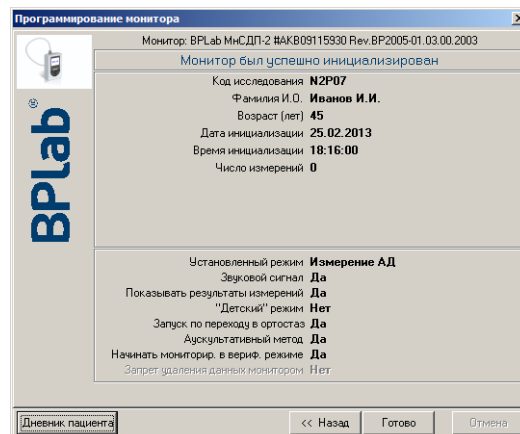 Программирование монитора
Монитор: BPLab МнСДП-2 #AKB09115930 Rev.BP2005-01.03.00.2003
Монитор был успешно инициализирован
Код исследования N2P07
Фамилия И.О. Иванов И.И.
Возраст (лет) 45
Дата инициализации 25.02.2013
Время инициализации 18:16:00
Число измерений 0
BPLab®
Установленный режим Измерение АД
Звуковой сигнал Да
Показывать результаты измерений Да
"Детский" режим Нет
Запуск по переходу в ортостаз Да
Аускультативный метод Да
Начинать мониторир. в вериф. режиме Да
Запрет удаления данных монитором Нет
Дневник пациента
<< Назад
Готово
Отмена